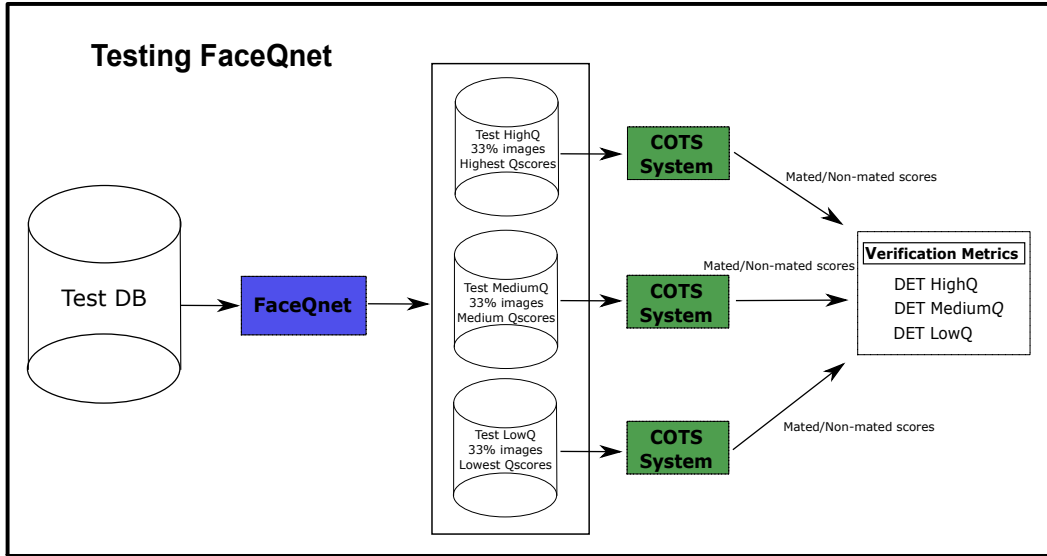 Testing FaceQnet
Test DB
FaceQnet
Test HighQ
33% images
Highest Qscores
Test MediumQ
33% images
Medium Qscores
Test LowQ
33% images
Lowest Qscores
COTS
System
COTS
System
COTS
System
Mated/Non-mated scores
Mated/Non-mated scores
Mated/Non-mated scores
Verification Metrics
DET HighQ
DET MediumQ
DET LowQ